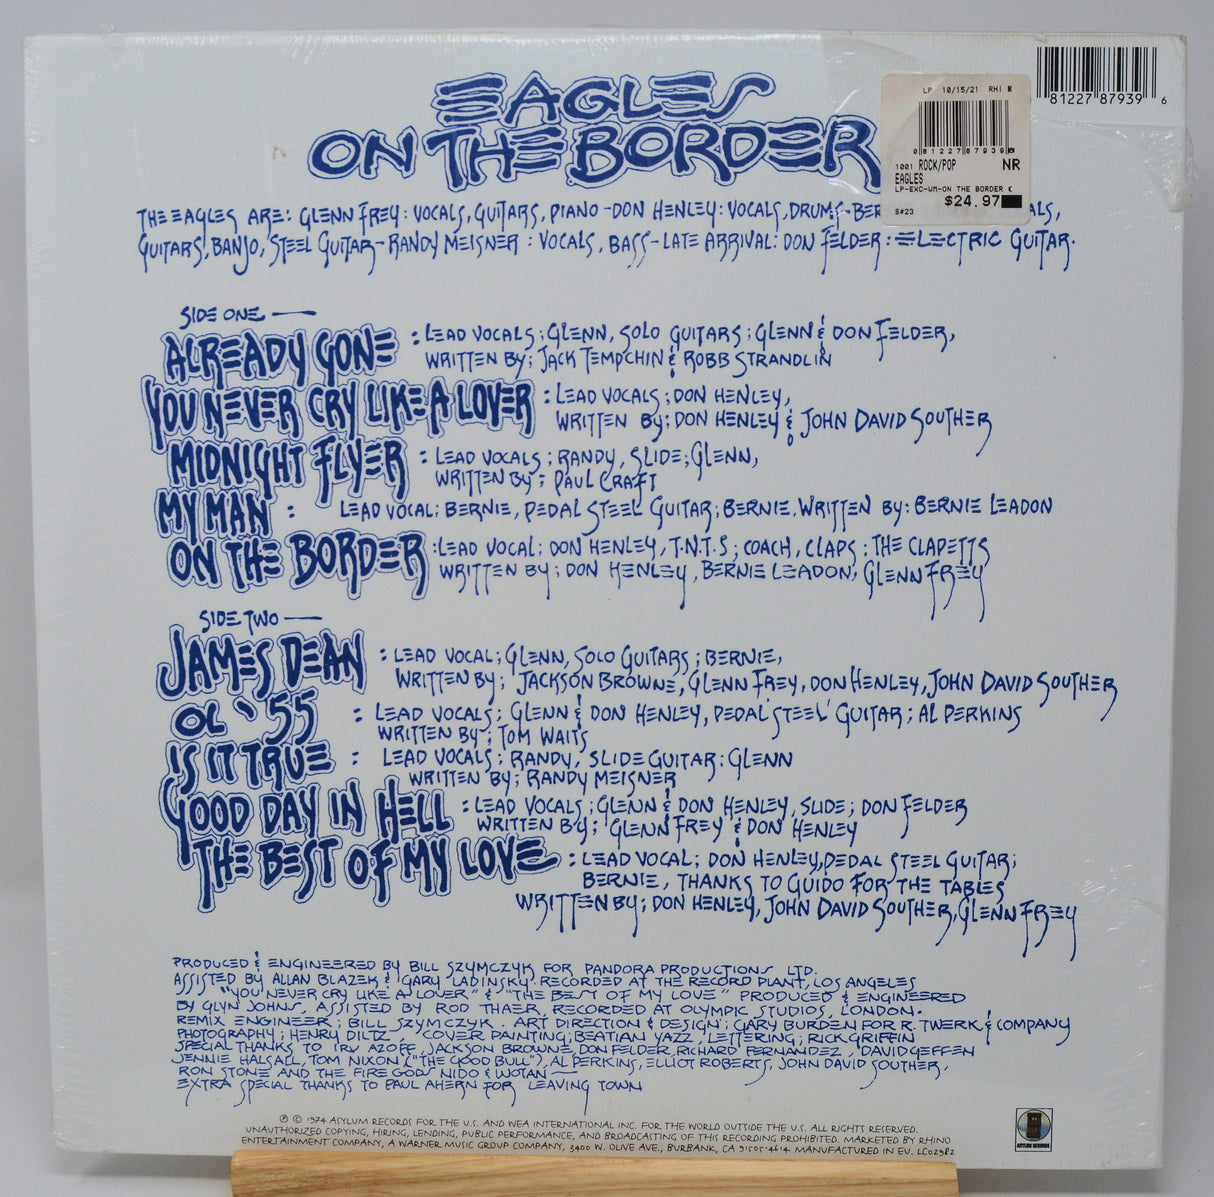 EAGLES
ON THE BORDER
81227 87939 6
LP 10/15/21 RHI N
0 81227 87939 6
1001 ROCK/POP NR
EAGLES
LP-EXC-WM-ON THE BORDER K
$24.97
S#23
THE EAGLES ARE: GLENN FREY: VOCALS, GUITARS, PIANO - DON HENLEY: VOCALS, DRUMS - BER
GUITARS, BANJO, STEEL GUITAR - RANDY MEISNER : VOCALS, BASS - LATE ARRIVAL: DON FELDER: ELECTRIC GUITAR.
SIDE ONE —
ALREADY GONE : LEAD VOCALS; GLENN, SOLO GUITARS; GLENN & DON FELDER,
WRITTEN BY; JACK TEMPCHIN & ROBB STRANDLIN
YOU NEVER CRY LIKE A LOVER : LEAD VOCALS; DON HENLEY,
WRITTEN BY; DON HENLEY & JOHN DAVID SOUTHER
MIDNIGHT FLYER : LEAD VOCALS; RANDY, SLIDE; GLENN,
WRITTEN BY; PAUL CRAFT
MY MAN : LEAD VOCAL; BERNIE, PEDAL STEEL GUITAR; BERNIE, WRITTEN BY: BERNIE LEADON
ON THE BORDER : LEAD VOCAL; DON HENLEY, T.N.T.S; COACH, CLAPS; THE CLAPETTS
WRITTEN BY; DON HENLEY, BERNIE LEADON, GLENN FREY
SIDE TWO —
JAMES DEAN : LEAD VOCAL; GLENN, SOLO GUITARS; BERNIE,
WRITTEN BY; JACKSON BROWNE, GLENN FREY, DON HENLEY, JOHN DAVID SOUTHER
OL' '55 : LEAD VOCALS; GLENN & DON HENLEY, PEDAL STEEL GUITAR; AL PERKINS
WRITTEN BY; TOM WAITS
IS IT TRUE : LEAD VOCALS: RANDY, SLIDE GUITAR: GLENN
WRITTEN BY; RANDY MEISNER
GOOD DAY IN HELL : LEAD VOCALS; GLENN & DON HENLEY, SLIDE; DON FELDER
WRITTEN BY; GLENN FREY & DON HENLEY
THE BEST OF MY LOVE : LEAD VOCAL; DON HENLEY, PEDAL STEEL GUITAR;
BERNIE, THANKS TO GUIDO FOR THE TABLES
WRITTEN BY; DON HENLEY, JOHN DAVID SOUTHER, GLENN FREY
PRODUCED & ENGINEERED BY BILL SZYMCZYK FOR PANDORA PRODUCTIONS LTD.
ASSISTED BY ALLAN BLAZEK & GARY LADINSKY. RECORDED AT THE RECORD PLANT, LOS ANGELES
"YOU NEVER CRY LIKE A LOVER" & "THE BEST OF MY LOVE" PRODUCED & ENGINEERED
BY GLYN JOHNS, ASSISTED BY ROD THAER, RECORDED AT OLYMPIC STUDIOS, LONDON.
REMIX ENGINEER; BILL SZYMCZYK. ART DIRECTION & DESIGN; GARY BURDEN FOR R. TWERK & COMPANY
PHOTOGRAPHY; HENRY DILTZ, COVER PAINTING; BEATIAN YAZZ, LETTERING; RICK GRIFFIN
SPECIAL THANKS TO IRV AZOFF, JACKSON BROWNE, DON FELDER, RICHARD FERNANDEZ, DAVID GEFFEN
JENNIE HALSALL, TOM NIXON ("THE GOOD BULL"), AL PERKINS, ELLIOT ROBERTS, JOHN DAVID SOUTHER,
RON STONE AND THE FIRE GODS NIDO & WOTAN —
EXTRA SPECIAL THANKS TO PAUL AHERN FOR LEAVING TOWN
℗ © 1974 ASYLUM RECORDS FOR THE U.S. AND WEA INTERNATIONAL INC. FOR THE WORLD OUTSIDE THE U.S. ALL RIGHTS RESERVED.
UNAUTHORIZED COPYING, HIRING, LENDING, PUBLIC PERFORMANCE, AND BROADCASTING OF THIS RECORDING PROHIBITED. MARKETED BY RHINO
ENTERTAINMENT COMPANY, A WARNER MUSIC GROUP COMPANY, 3400 W. OLIVE AVE., BURBANK, CA 91505-4614 MANUFACTURED IN EU. LC02982
ASYLUM RECORDS